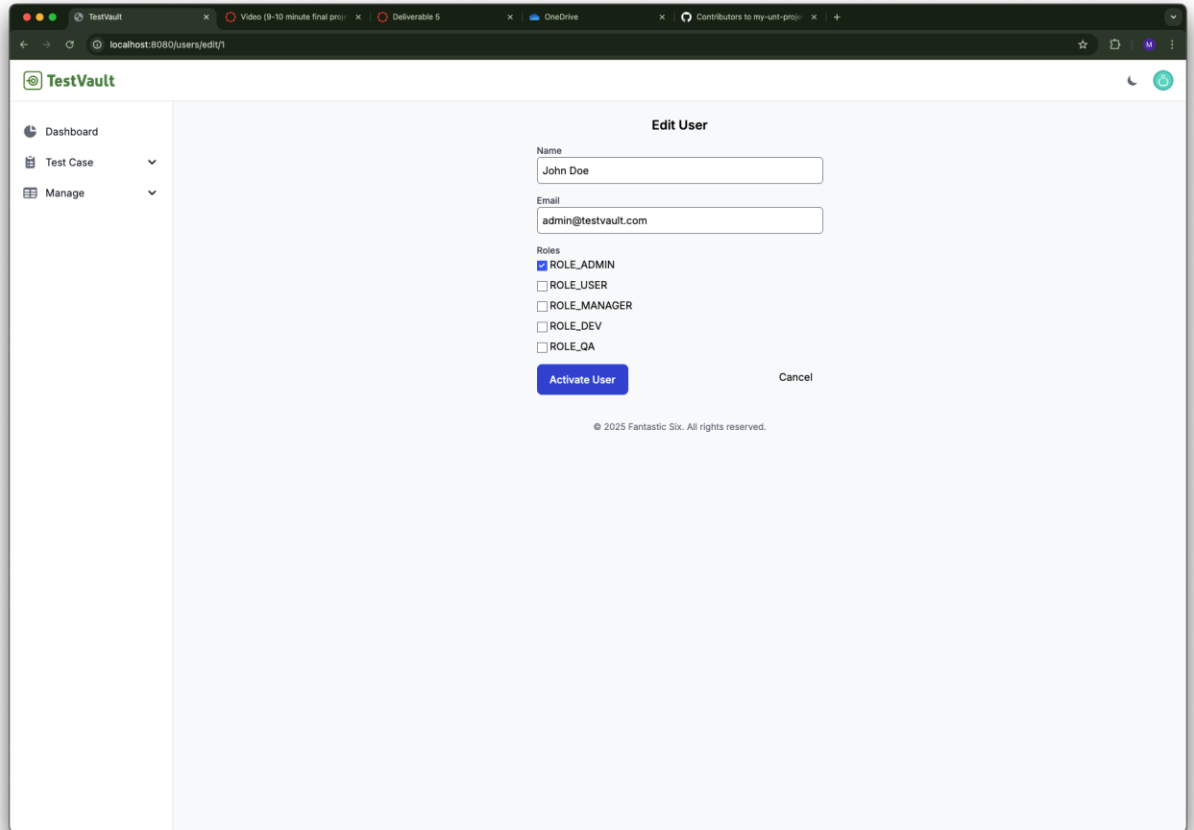 TestVault
Video (9-10 minute final proj
Deliverable 5
OneDrive
Contributors to my-unt-proje
localhost:8080/users/edit/1
M
TestVault
Dashboard
Test Case
Manage
Edit User
Name
John Doe
Email
admin@testvault.com
Roles
ROLE_ADMIN
ROLE_USER
ROLE_MANAGER
ROLE_DEV
ROLE_QA
Activate User
Cancel
© 2025 Fantastic Six. All rights reserved.